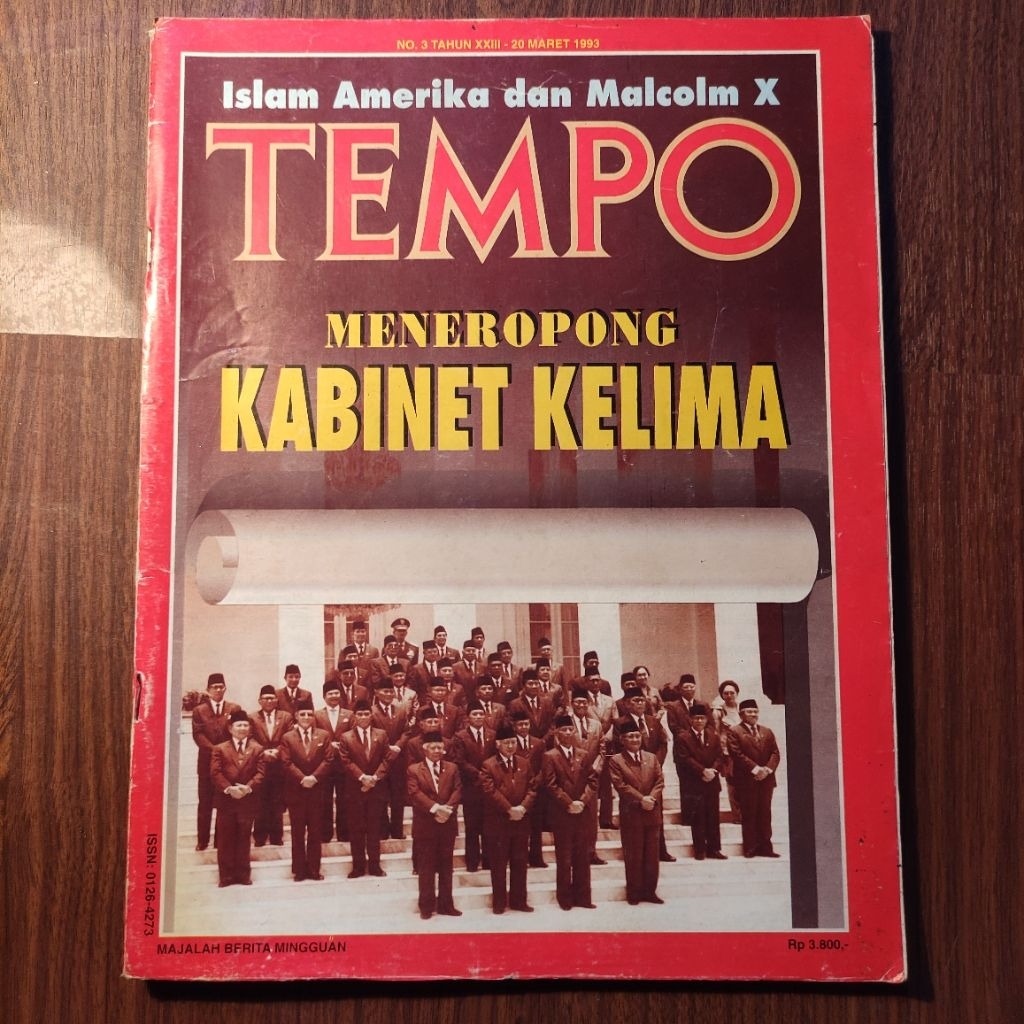 NO. 3 TAHUN XXIII - 20 MARET 1993
Islam Amerika dan Malcolm X
TEMPO
MENEROPONG
KABINET KELIMA
ISSN: 0126-4273
MAJALAH BERITA MINGGUAN
Rp 3.800,-